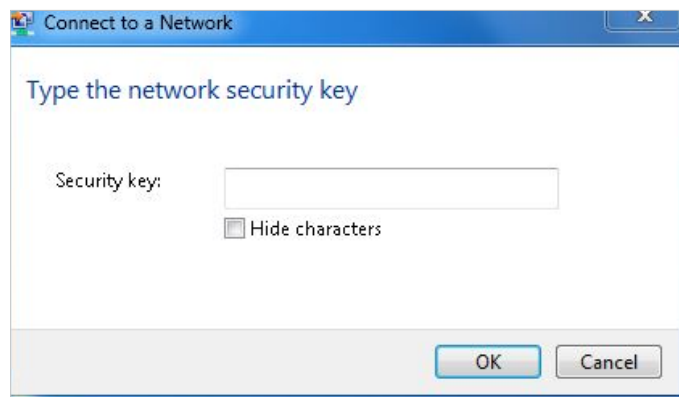 Connect to a Network
X
Type the network security key
Security key:
Hide characters
OK Cancel